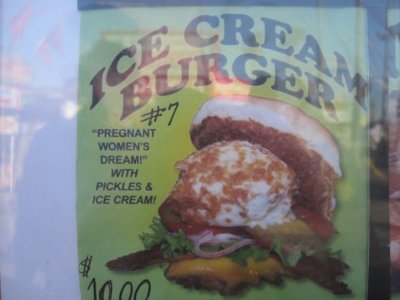 ICE CREAM
BURGER
#7
"PREGNANT
WOMEN'S
DREAM!"
WITH
PICKLES &
ICE CREAM!
$
10.00